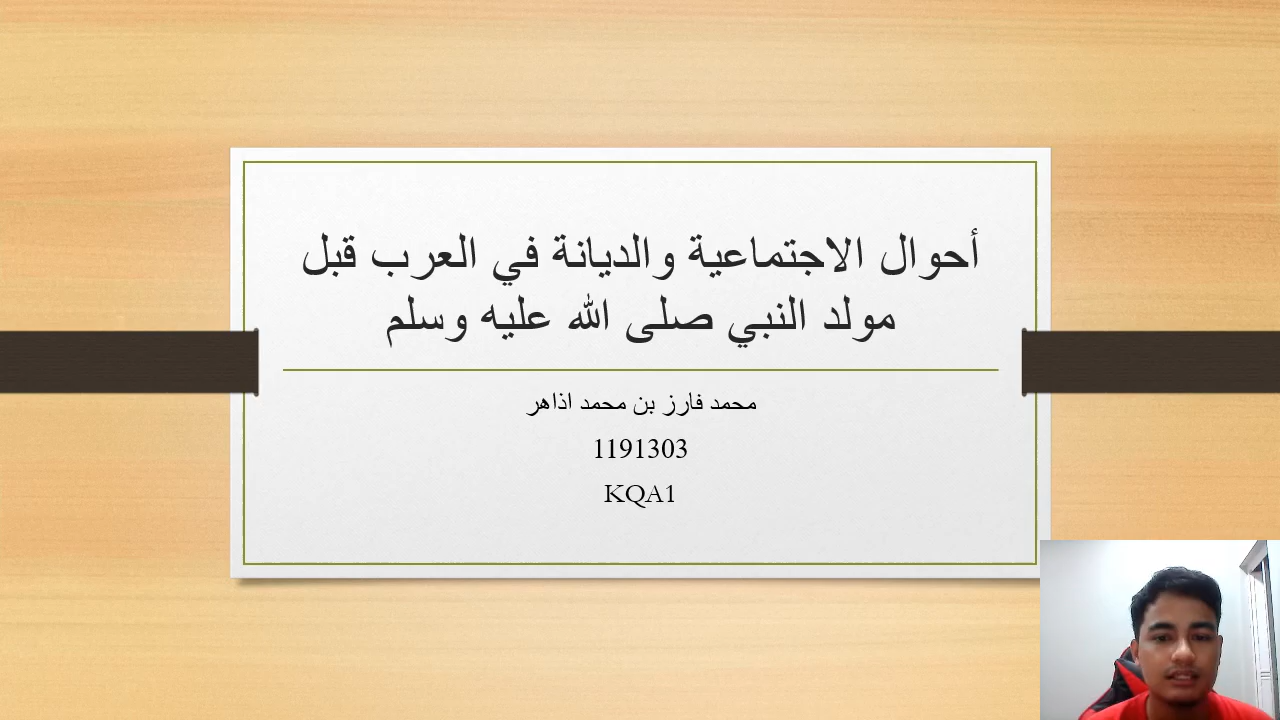 أحوال الاجتماعية والديانة في العرب قبل
مولد النبي صلى الله عليه وسلم
محمد فارز بن محمد اذاهر
1191303
KQA1